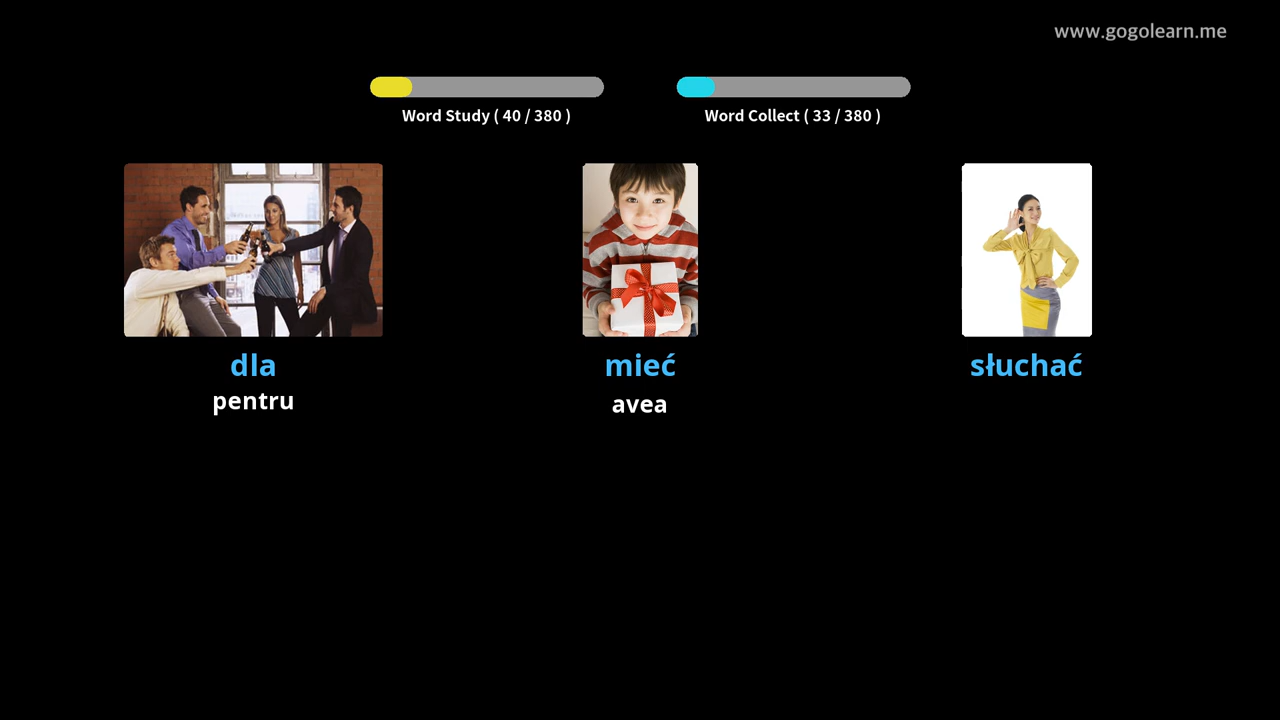 www.gogolearn.me
Word Study ( 40 / 380 )
Word Collect ( 33 / 380 )
dla
pentru
mieć
avea
słuchać